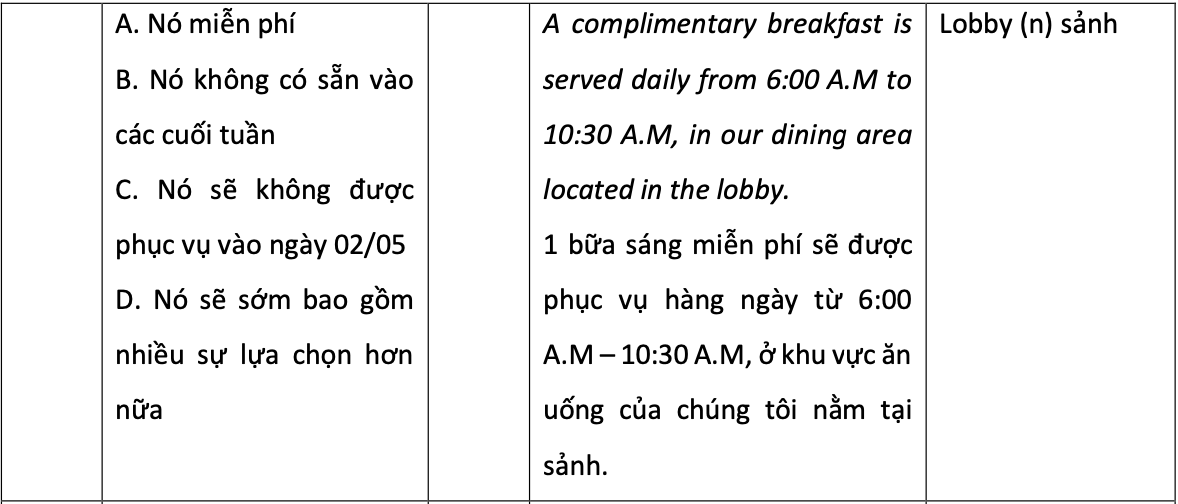 A. Nó miễn phí
B. Nó không có sẵn vào
các cuối tuần
C. Nó sẽ không được
phục vụ vào ngày 02/05
D. Nó sẽ sớm bao gồm
nhiều sự lựa chọn hơn
nữa
A complimentary breakfast is
served daily from 6:00 A.M to
10:30 A.M, in our dining area
located in the lobby.
1 bữa sáng miễn phí sẽ được
phục vụ hàng ngày từ 6:00
A.M – 10:30 A.M, ở khu vực ăn
uống của chúng tôi nằm tại
sảnh.
Lobby (n) sảnh